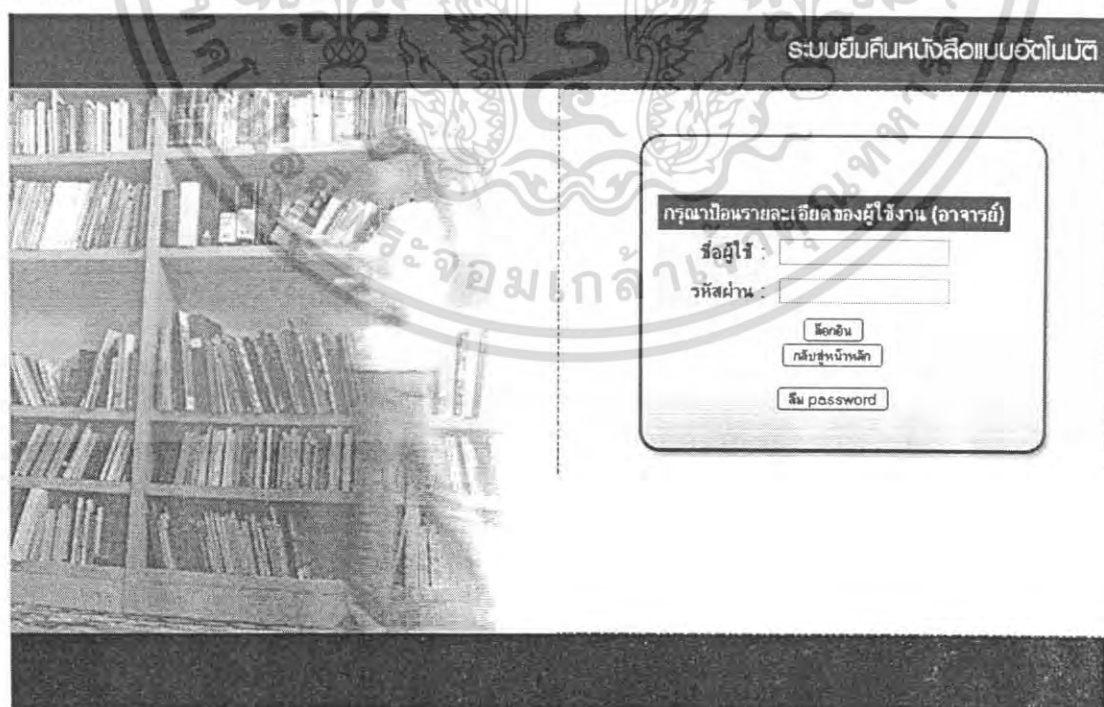 ระบบยืมคืนหนังสือแบบอัตโนมัติ
กรุณาป้อนรายละเอียดของผู้ใช้งาน (อาจารย์)
ชื่อผู้ใช้ :
รหัสผ่าน :
ล็อกอิน
กลับสู่หน้าหลัก
ลืม password